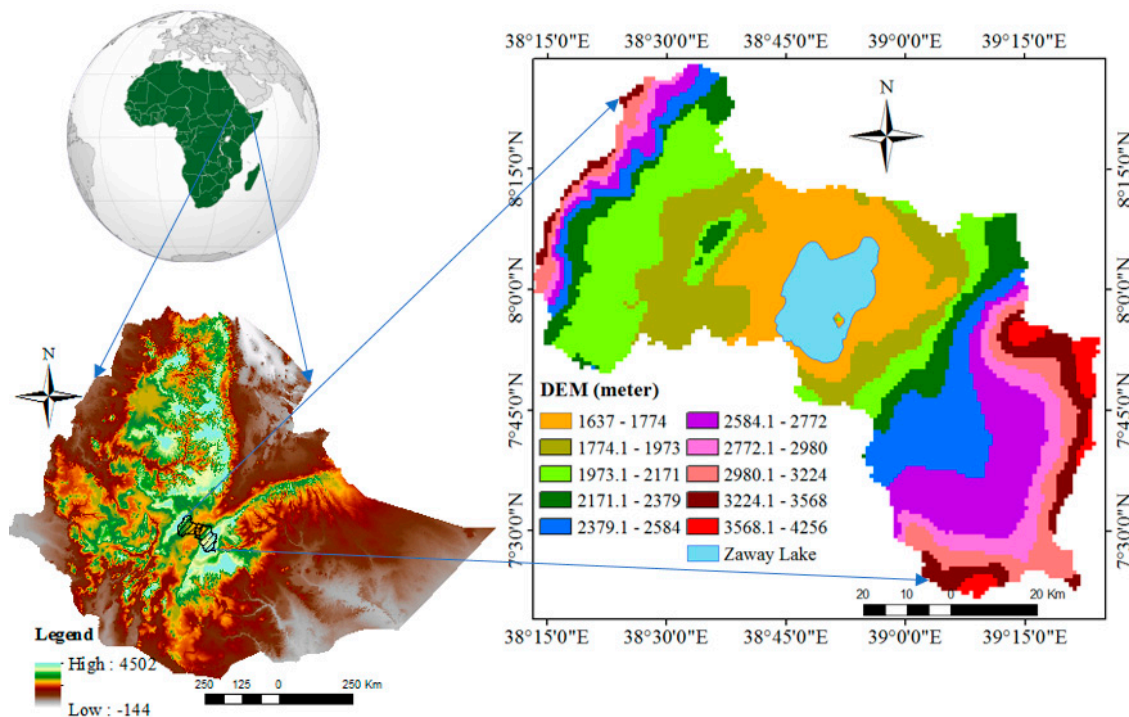 38°15'0"E 38°30'0"E 38°45'0"E 39°00'E 39°15'0"E
N
8°15'0"N
8°0'0"N
7°45'0"N
7°30'0"N
8°15'0"N
8°0'0"N
7°45'0"N
7°30'0"N
DEM (meter)
1637 - 1774
1774.1 - 1973
1973.1 - 2171
2171.1 - 2379
2379.1 - 2584
2584.1 - 2772
2772.1 - 2980
2980.1 - 3224
3224.1 - 3568
3568.1 - 4256
Zaway Lake
20 10 0 20 Km
38°15'0"E 38°30'0"E 38°45'0"E 39°0'0"E 39°15'0"E
N
Legend
High : 4502
Low : -144
250 125 0 250 Km